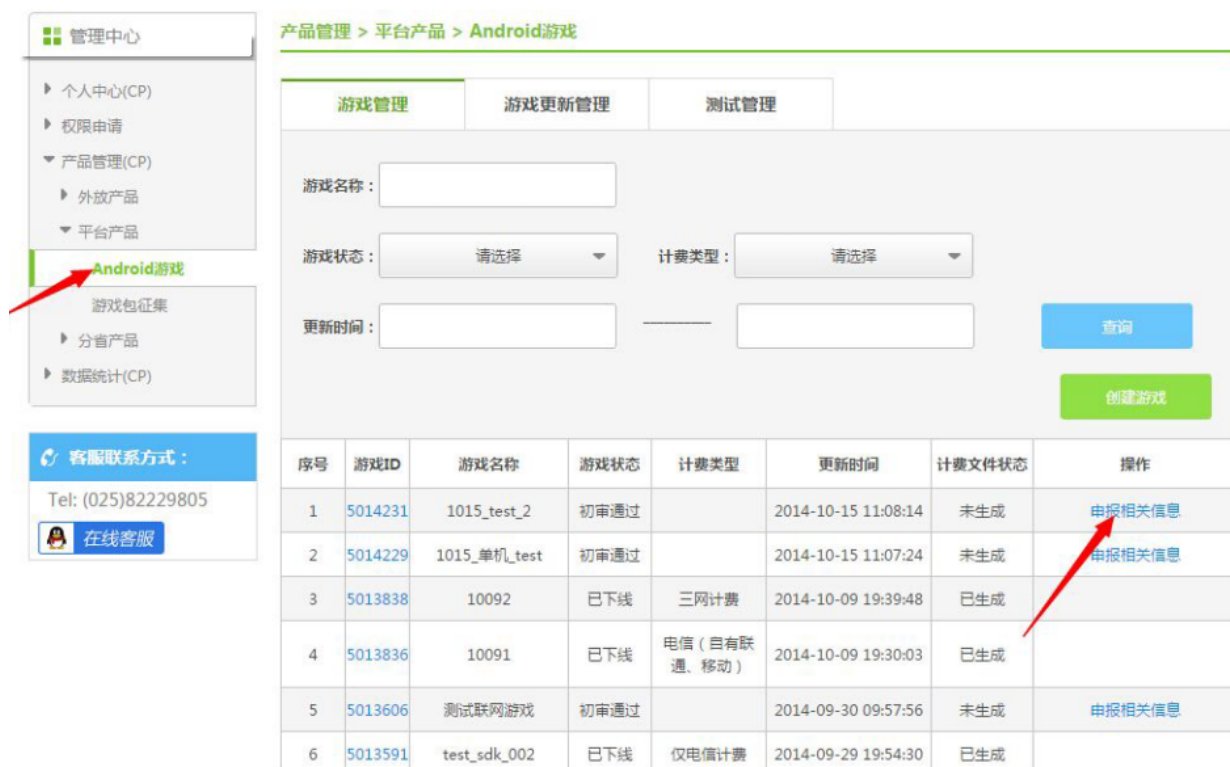 管理中心
个人中心(CP)
权限申请
产品管理(CP)
外放产品
平台产品
Android游戏
游戏包征集
分省产品
数据统计(CP)
客服联系方式：
Tel: (025)82229805
在线客服
产品管理 > 平台产品 > Android游戏
游戏管理 游戏更新管理 测试管理
游戏名称：
游戏状态： 请选择 计费类型： 请选择
更新时间： 查询
创建游戏
序号 游戏ID 游戏名称 游戏状态 计费类型 更新时间 计费文件状态 操作
1 5014231 1015_test_2 初审通过 2014-10-15 11:08:14 未生成 申报相关信息
2 5014229 1015_单机_test 初审通过 2014-10-15 11:07:24 未生成 申报相关信息
3 5013838 10092 已下线 三网计费 2014-10-09 19:39:48 已生成
4 5013836 10091 已下线 电信（自有联
通、移动） 2014-10-09 19:30:03 已生成
5 5013606 测试联网游戏 初审通过 2014-09-30 09:57:56 未生成 申报相关信息
6 5013591 test_sdk_002 已下线 仅电信计费 2014-09-29 19:54:30 已生成